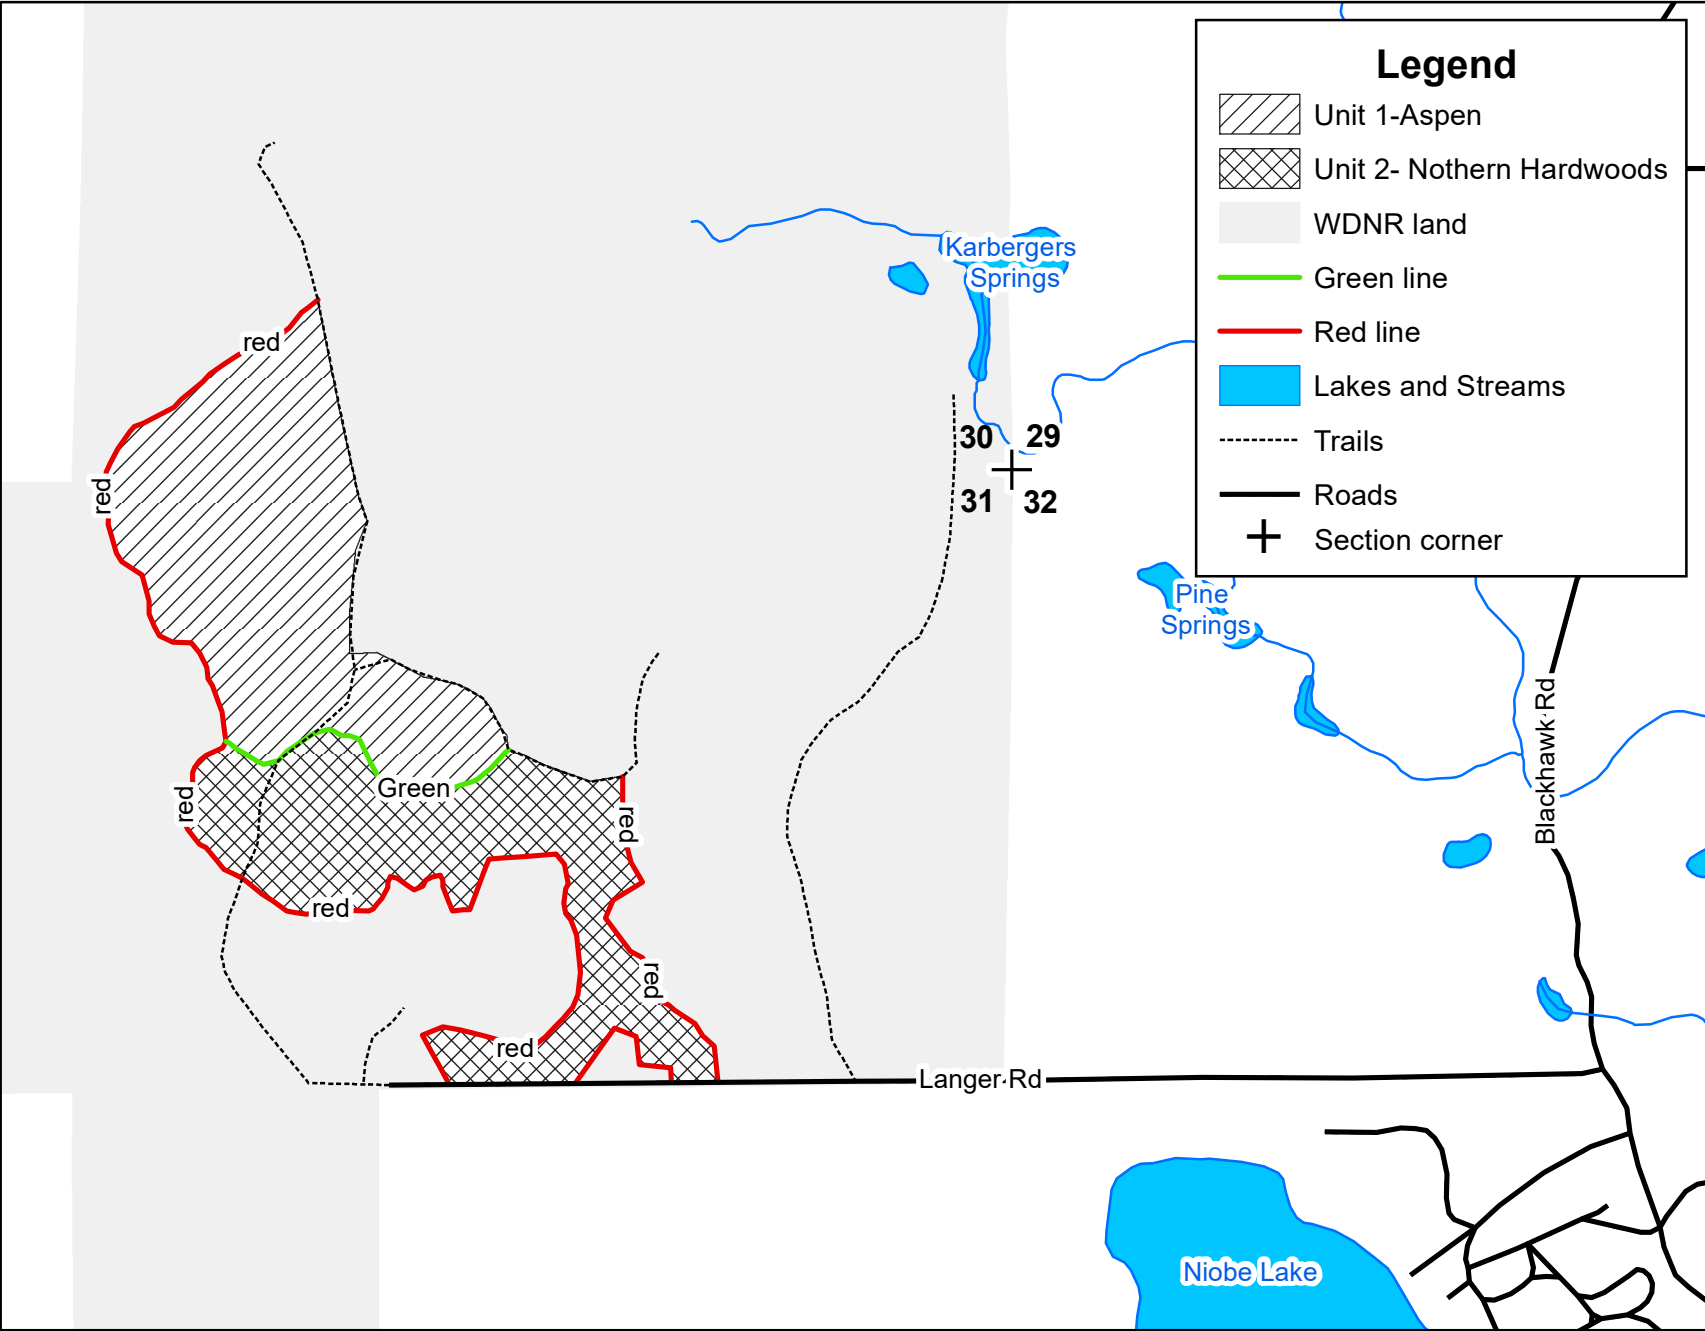 Legend
Unit 1-Aspen
Unit 2- Nothern Hardwoods
WDNR land
Green line
Red line
Lakes and Streams
Trails
Roads
Section corner
Karbergers
Springs
red
30 29
31 32
red
Pine
Springs
Blackhawk Rd
red
Green
red
red
red
red
Langer Rd
Niobe Lake